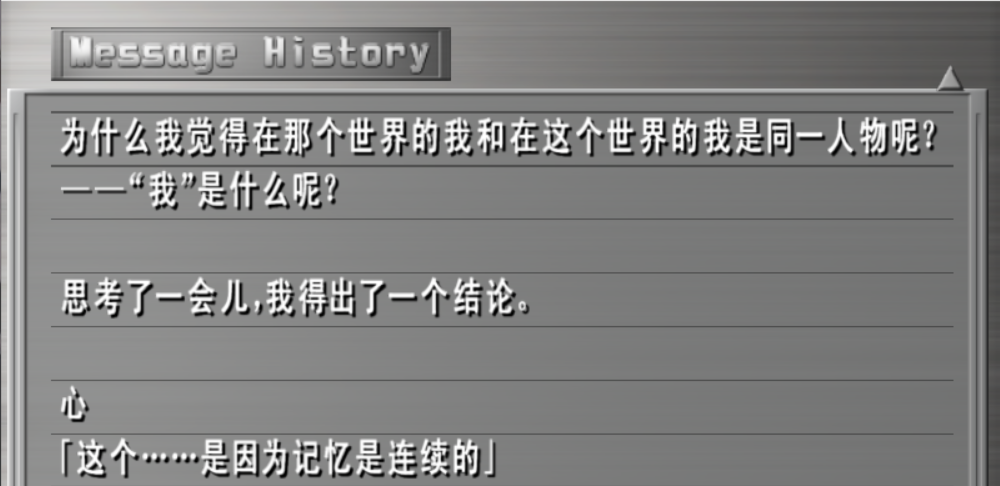 Message History
为什么我觉得在那个世界的我和在这个世界的我是同一人物呢?
——“我”是什么呢?
思考了一会儿,我得出了一个结论。
心
「这个……是因为记忆是连续的」